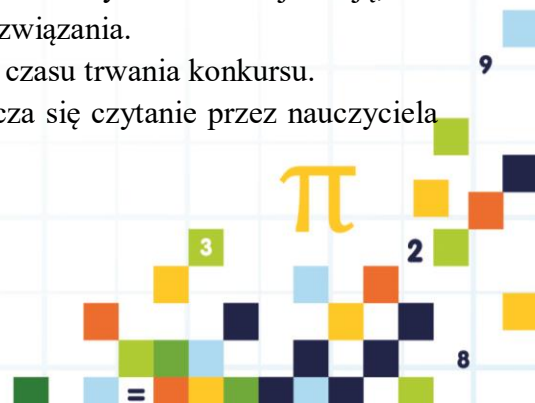 związania.
czasu trwania konkursu.
cza się czytanie przez nauczyciela
9
π
3
2
8
=